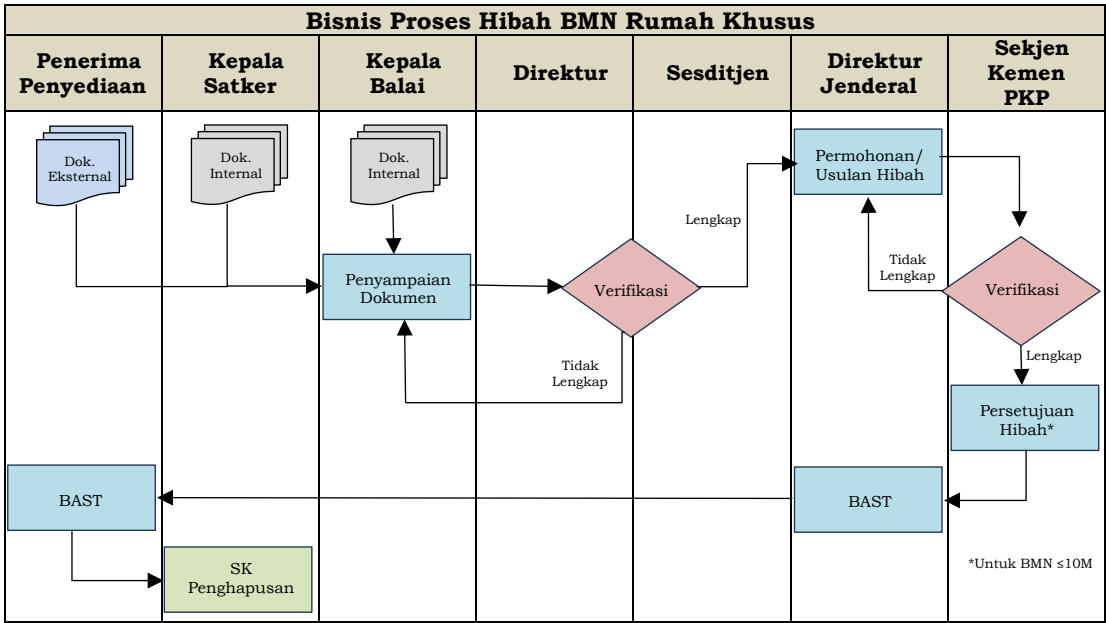 Bisnis Proses Hibah BMN Rumah Khusus
Penerima
Penyediaan
Kepala
Satker
Kepala
Balai
Direktur
Sesditjen
Direktur
Jenderal
Sekjen
Kemen
PKP
Dok.
Eksternal
Dok.
Internal
Dok.
Internal
Permohonan/
Usulan Hibah
Lengkap
Penyampaian
Dokumen
Verifikasi
Tidak
Lengkap
Tidak
Lengkap
Verifikasi
Lengkap
Persetujuan
Hibah*
BAST
BAST
SK
Penghapusan
*Untuk BMN ≤10M